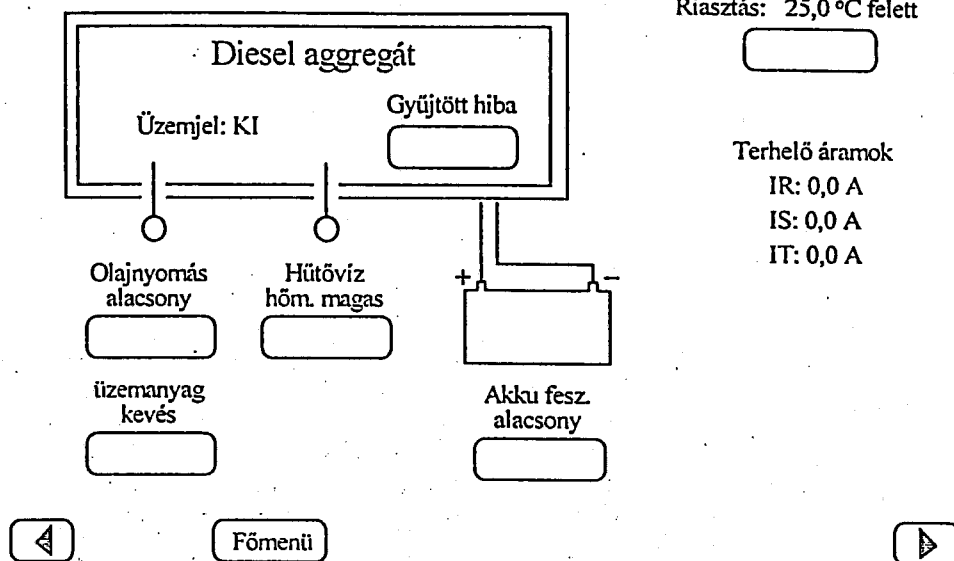 Riasztás: 25,0 °C felett
Diesel aggregát
Gyűjtött hiba
Üzemjel: KI
Terhelő áramok
IR: 0,0 A
IS: 0,0 A
IT: 0,0 A
Olajnyomás
alacsony
Hűtővíz
hőm. magas
+
−
üzemanyag
kevés
Akku fesz.
alacsony
Főmenü